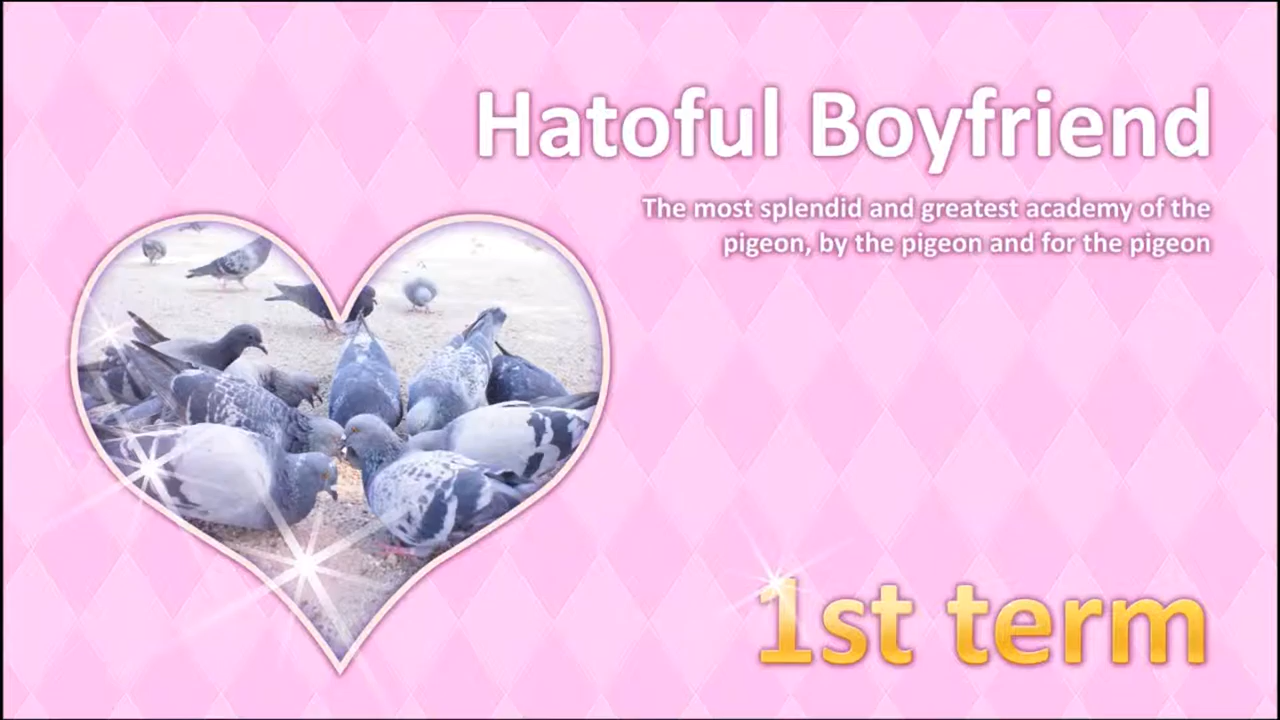 Hatoful Boyfriend
The most splendid and greatest academy of the
pigeon, by the pigeon and for the pigeon
1st term